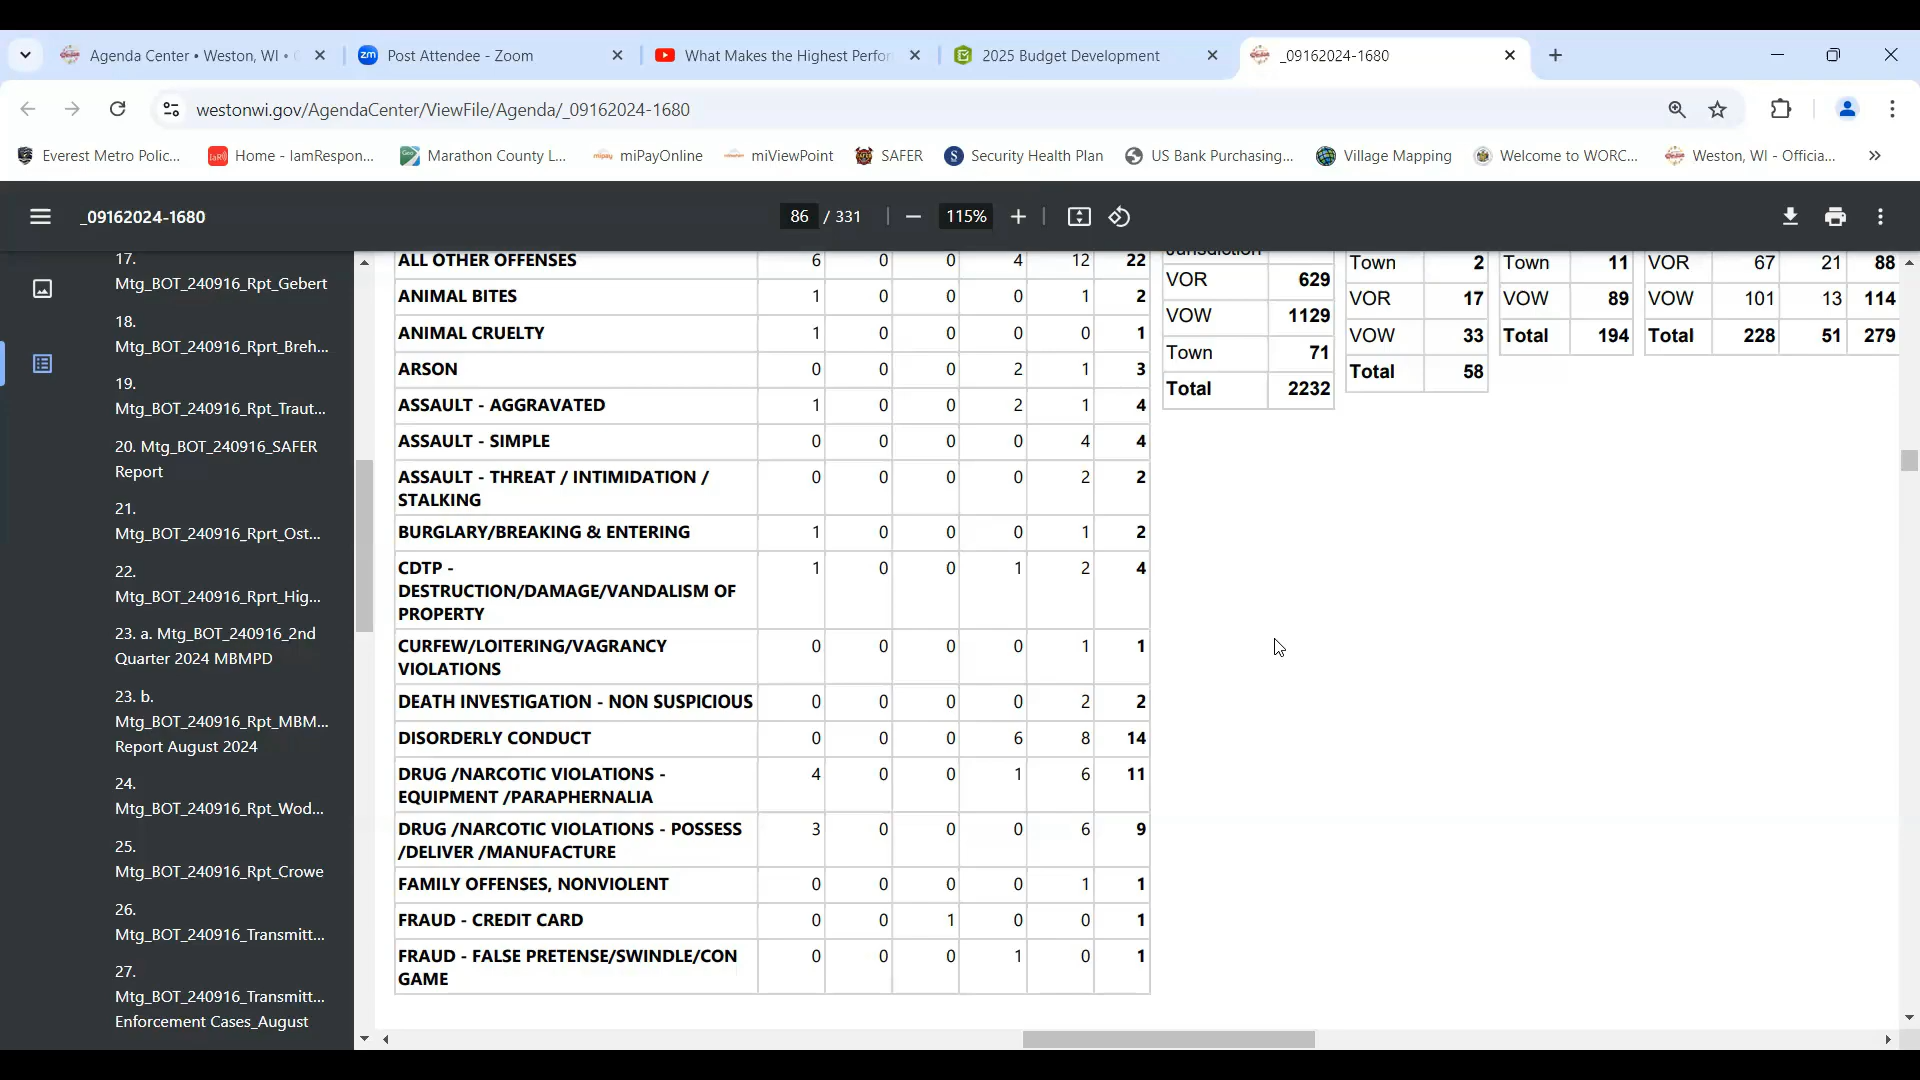 Agenda Center • Weston, WI •
Post Attendee - Zoom
What Makes the Highest Perfor
2025 Budget Development
_09162024-1680
westonwi.gov/AgendaCenter/ViewFile/Agenda/_09162024-1680
Everest Metro Polic...
Home - IamRespon...
Marathon County L...
miPayOnline
miViewPoint
SAFER
Security Health Plan
US Bank Purchasing...
Village Mapping
Welcome to WORC...
Weston, WI - Officia...
_09162024-1680
86 / 331
115%
17.
Mtg_BOT_240916_Rpt_Gebert
18.
Mtg_BOT_240916_Rprt_Breh...
19.
Mtg_BOT_240916_Rpt_Traut...
20. Mtg_BOT_240916_SAFER
Report
21.
Mtg_BOT_240916_Rprt_Ost...
22.
Mtg_BOT_240916_Rprt_Hig...
23. a. Mtg_BOT_240916_2nd
Quarter 2024 MBMPD
23. b.
Mtg_BOT_240916_Rpt_MBM...
Report August 2024
24.
Mtg_BOT_240916_Rpt_Wod...
25.
Mtg_BOT_240916_Rpt_Crowe
26.
Mtg_BOT_240916_Transmitt...
27.
Mtg_BOT_240916_Transmitt...
Enforcement Cases_August
ALL OTHER OFFENSES 6 0 0 4 12 22
ANIMAL BITES 1 0 0 0 1 2
ANIMAL CRUELTY 1 0 0 0 0 1
ARSON 0 0 0 2 1 3
ASSAULT - AGGRAVATED 1 0 0 2 1 4
ASSAULT - SIMPLE 0 0 0 0 4 4
ASSAULT - THREAT / INTIMIDATION / 0 0 0 0 2 2
STALKING
BURGLARY/BREAKING & ENTERING 1 0 0 0 1 2
CDTP - 1 0 0 1 2 4
DESTRUCTION/DAMAGE/VANDALISM OF
PROPERTY
CURFEW/LOITERING/VAGRANCY 0 0 0 0 1 1
VIOLATIONS
DEATH INVESTIGATION - NON SUSPICIOUS 0 0 0 0 2 2
DISORDERLY CONDUCT 0 0 0 6 8 14
DRUG /NARCOTIC VIOLATIONS - 4 0 0 1 6 11
EQUIPMENT /PARAPHERNALIA
DRUG /NARCOTIC VIOLATIONS - POSSESS 3 0 0 0 6 9
/DELIVER /MANUFACTURE
FAMILY OFFENSES, NONVIOLENT 0 0 0 0 1 1
FRAUD - CREDIT CARD 0 0 1 0 0 1
FRAUD - FALSE PRETENSE/SWINDLE/CON 0 0 0 1 0 1
GAME
Jurisdiction
VOR 629
VOW 1129
Town 71
Total 2232
Town 2
VOR 17
VOW 33
Total 58
Town 11
VOW 89
Total 194
VOR 67 21 88
VOW 101 13 114
Total 228 51 279